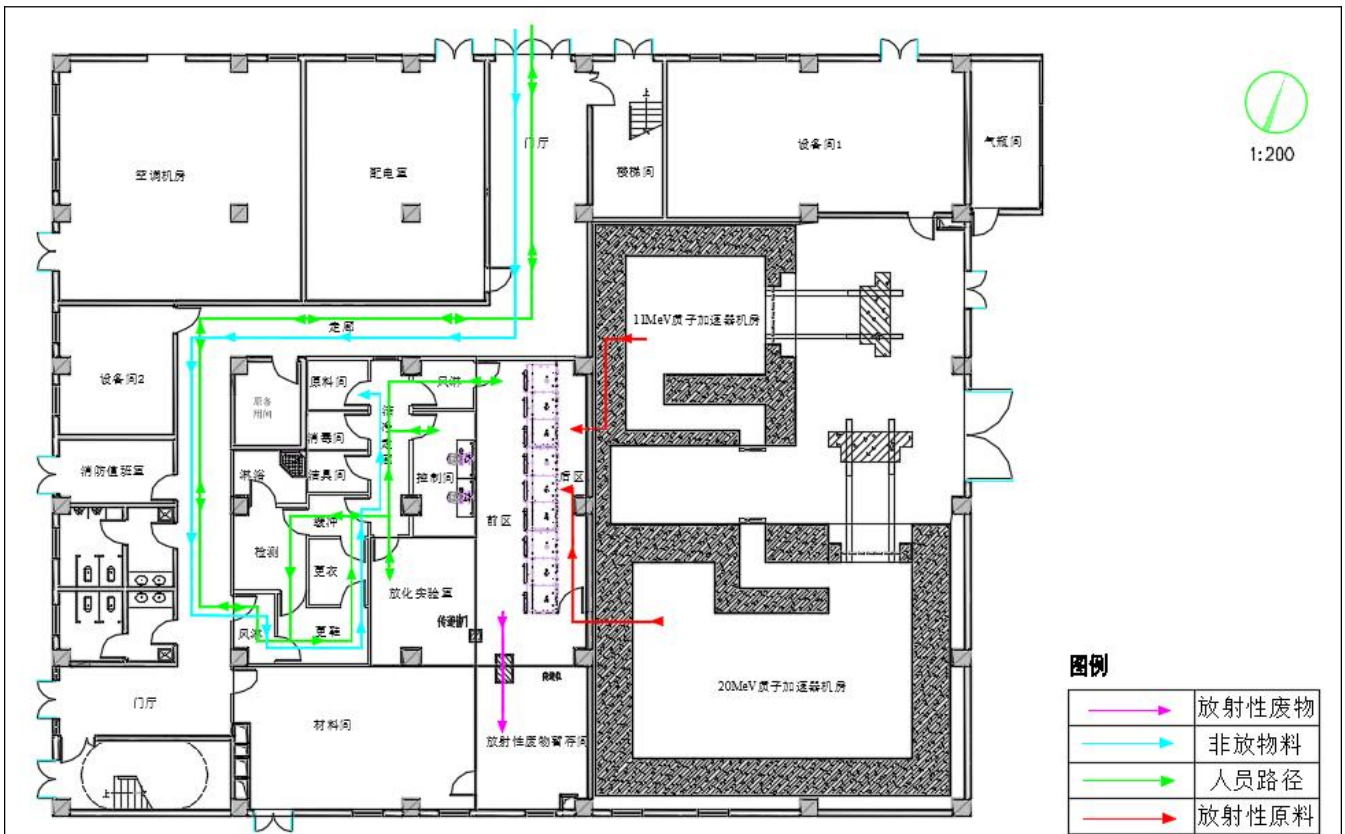 空调机房
配电室
门厅
上
楼梯间
设备间1
气瓶间
1:200
走廊
11MeV质子加速器机房
设备间2
原料间
风淋
消毒间
消防值班室
淋浴
洁具间
控制间
后区
前区
缓冲
检测
更衣
放化实验室
风淋
更鞋
门厅
材料间
放射性废物暂存间
20MeV质子加速器机房
上
图例
放射性废物
非放物料
人员路径
放射性原料